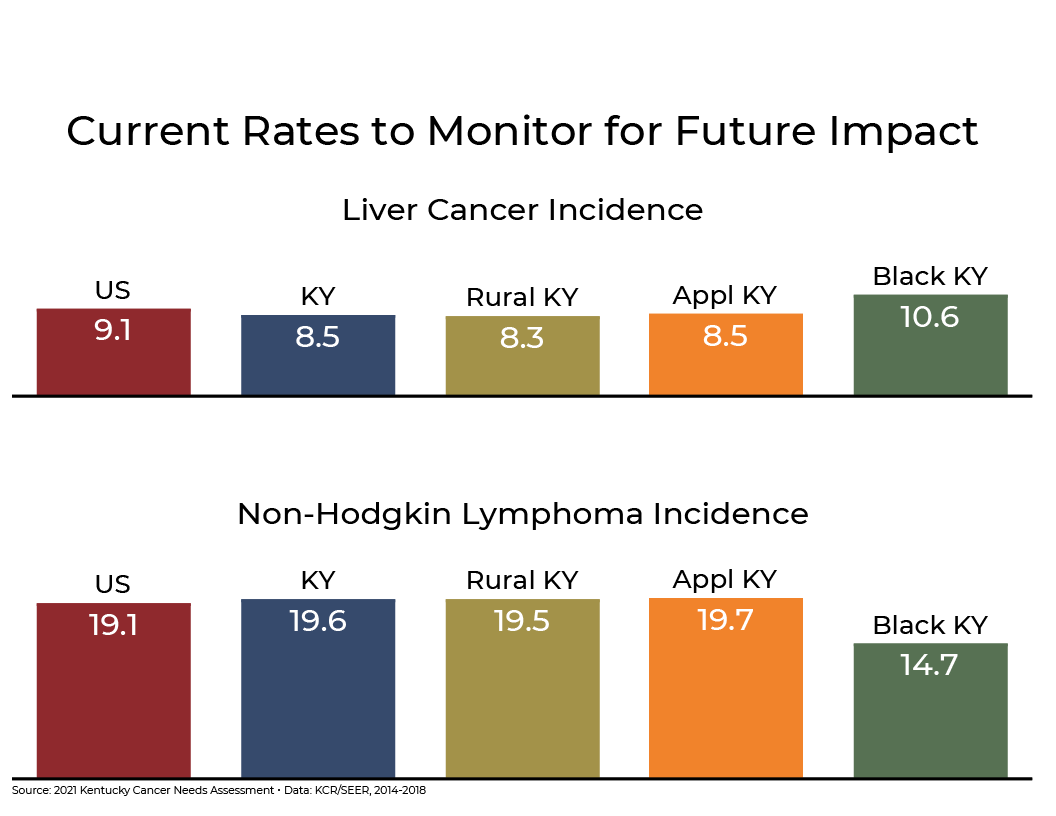 Current Rates to Monitor for Future Impact
Liver Cancer Incidence
US
9.1
KY
8.5
Rural KY
8.3
Appl KY
8.5
Black KY
10.6
Non-Hodgkin Lymphoma Incidence
US
19.1
KY
19.6
Rural KY
19.5
Appl KY
19.7
Black KY
14.7
Source: 2021 Kentucky Cancer Needs Assessment • Data: KCR/SEER, 2014-2018